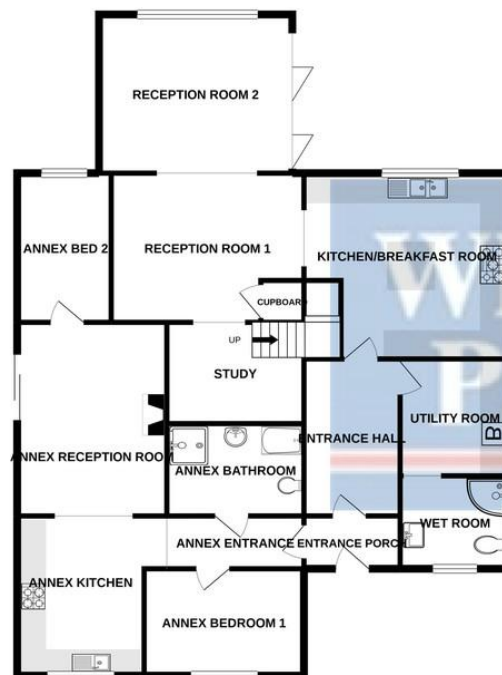 RECEPTION ROOM 2
ANNEX BED 2
RECEPTION ROOM 1
KITCHEN/BREAKFAST ROOM
CUPBOARD
UP
STUDY
ANNEX RECEPTION ROOM
ANNEX BATHROOM
ENTRANCE HALL
UTILITY ROOM
B
WET ROOM
ANNEX ENTRANCE
ENTRANCE PORCH
ANNEX KITCHEN
ANNEX BEDROOM 1